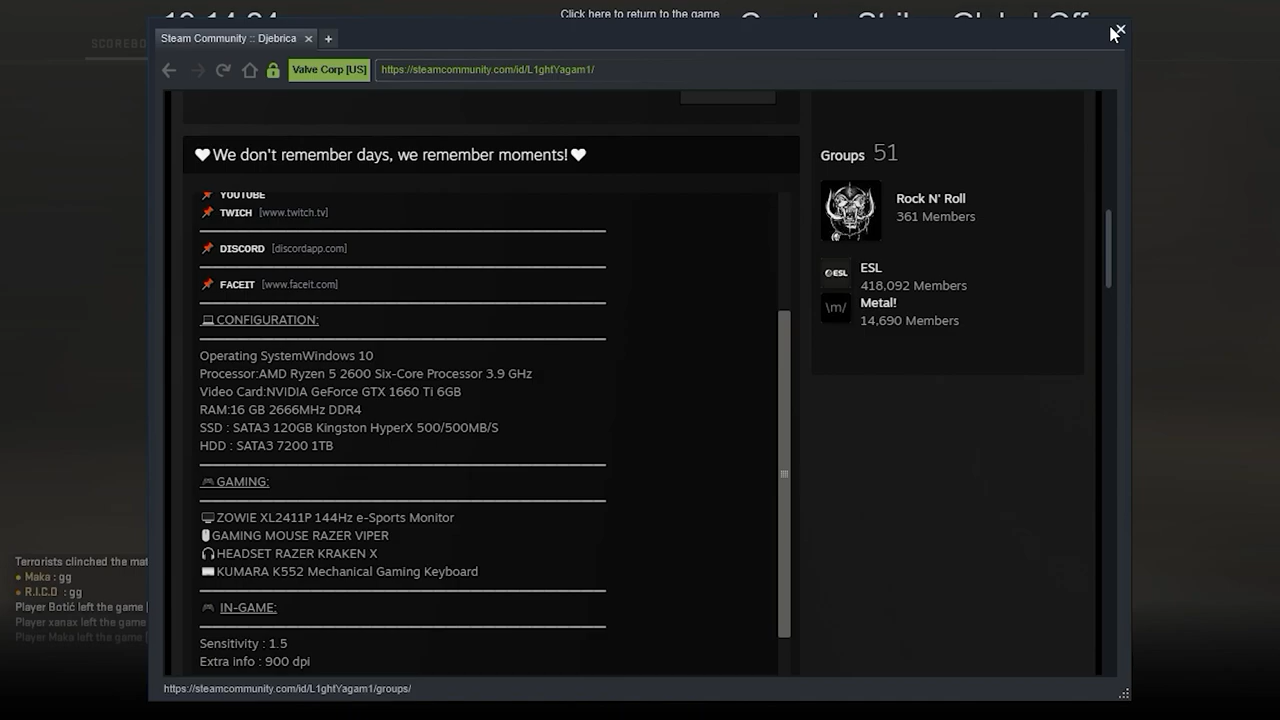 Click here to return to the game
SCOREBO
Steam Community :: Djebrica
Valve Corp [US]
https://steamcommunity.com/id/L1ghtYagam1/
❤We don't remember days, we remember moments!❤
YOUTUBE
TWICH [www.twitch.tv]
DISCORD [discordapp.com]
FACEIT [www.faceit.com]
CONFIGURATION:
Operating SystemWindows 10
Processor:AMD Ryzen 5 2600 Six-Core Processor 3.9 GHz
Video Card:NVIDIA GeForce GTX 1660 Ti 6GB
RAM:16 GB 2666MHz DDR4
SSD : SATA3 120GB Kingston HyperX 500/500MB/S
HDD : SATA3 7200 1TB
GAMING:
ZOWIE XL2411P 144Hz e-Sports Monitor
GAMING MOUSE RAZER VIPER
HEADSET RAZER KRAKEN X
KUMARA K552 Mechanical Gaming Keyboard
IN-GAME:
Sensitivity : 1.5
Extra info : 900 dpi
Groups 51
Rock N' Roll
361 Members
ESL
ESL
418,092 Members
\m/
Metal!
14,690 Members
Terrorists clinched the mat
Maka : gg
R.I.C.O : gg
Player Botić left the game [
Player xanax left the game
Player Maka left the game [
https://steamcommunity.com/id/L1ghtYagam1/groups/